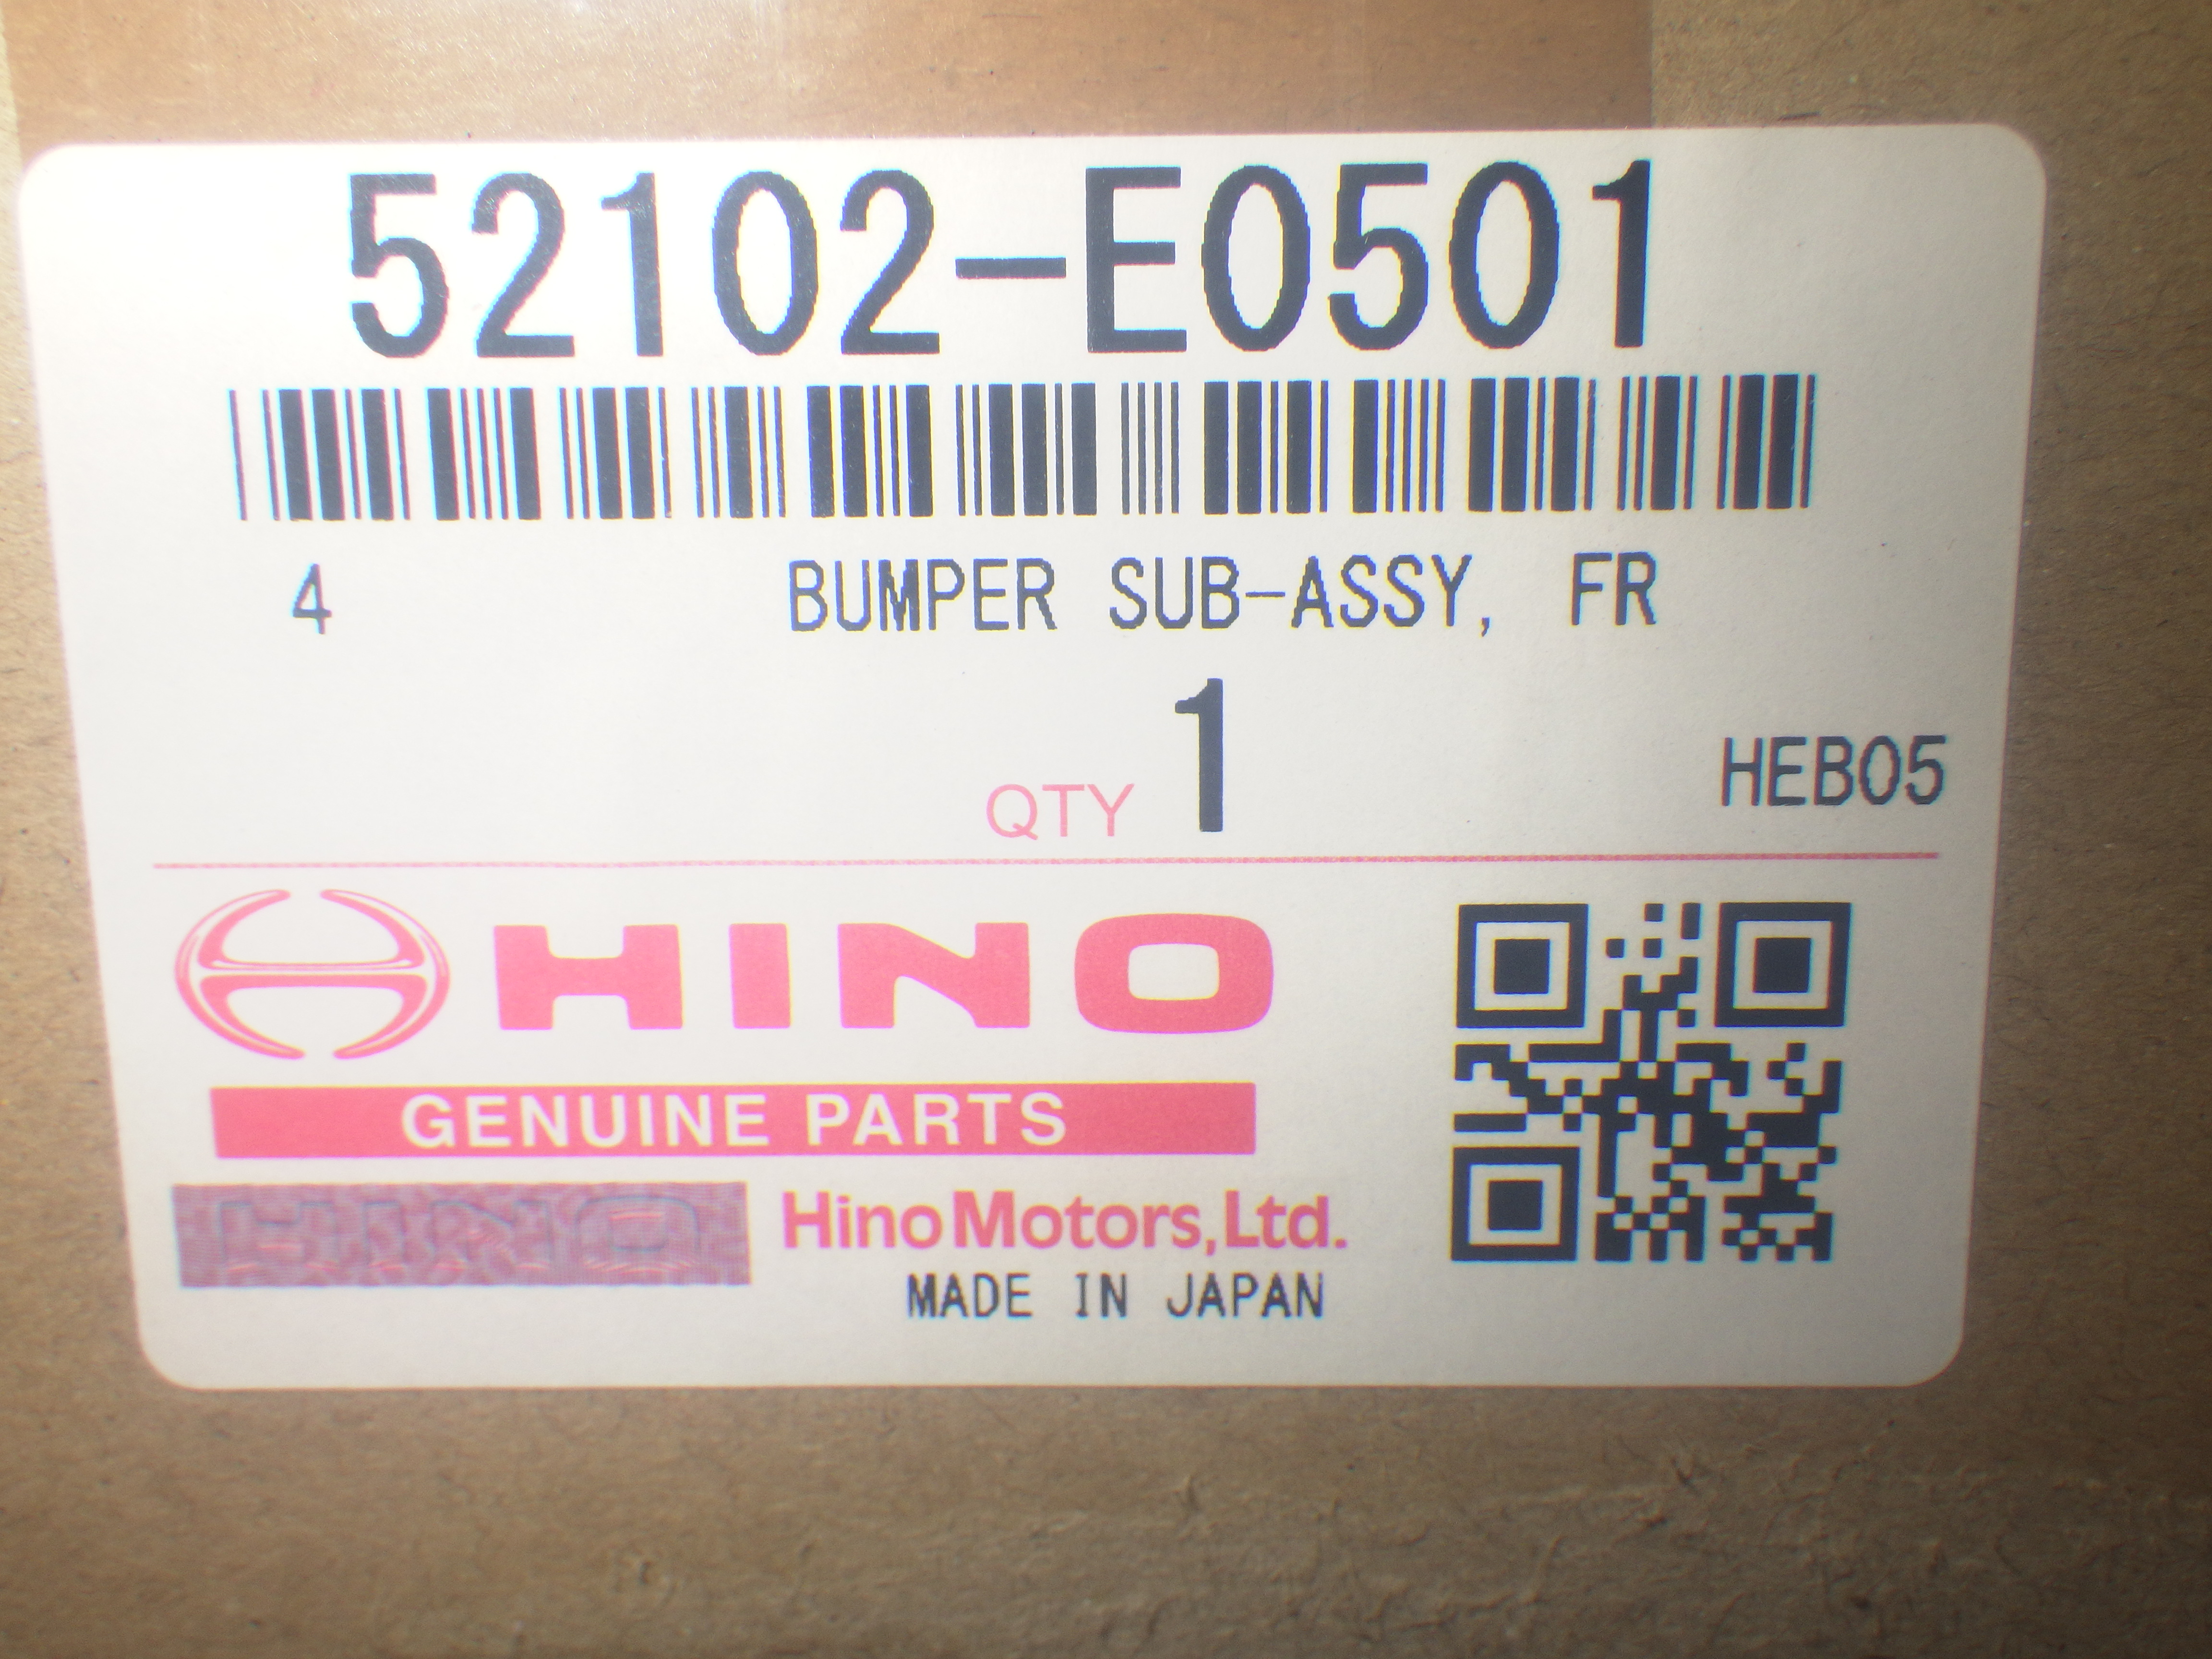 52102-E0501
4 BUMPER SUB-ASSY, FR
QTY 1
HEB05
HINO
GENUINE PARTS
HINO
Hino Motors,Ltd.
MADE IN JAPAN